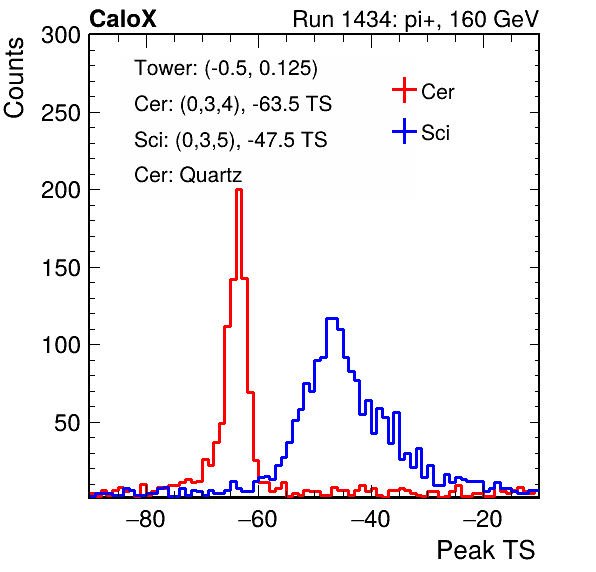 CaloX Run 1434: pi+, 160 GeV
Counts
300
250
200
150
100
50
Tower: (-0.5, 0.125)
Cer: (0,3,4), -63.5 TS
Sci: (0,3,5), -47.5 TS
Cer: Quartz
Cer
Sci
−80 −60 −40 −20
Peak TS